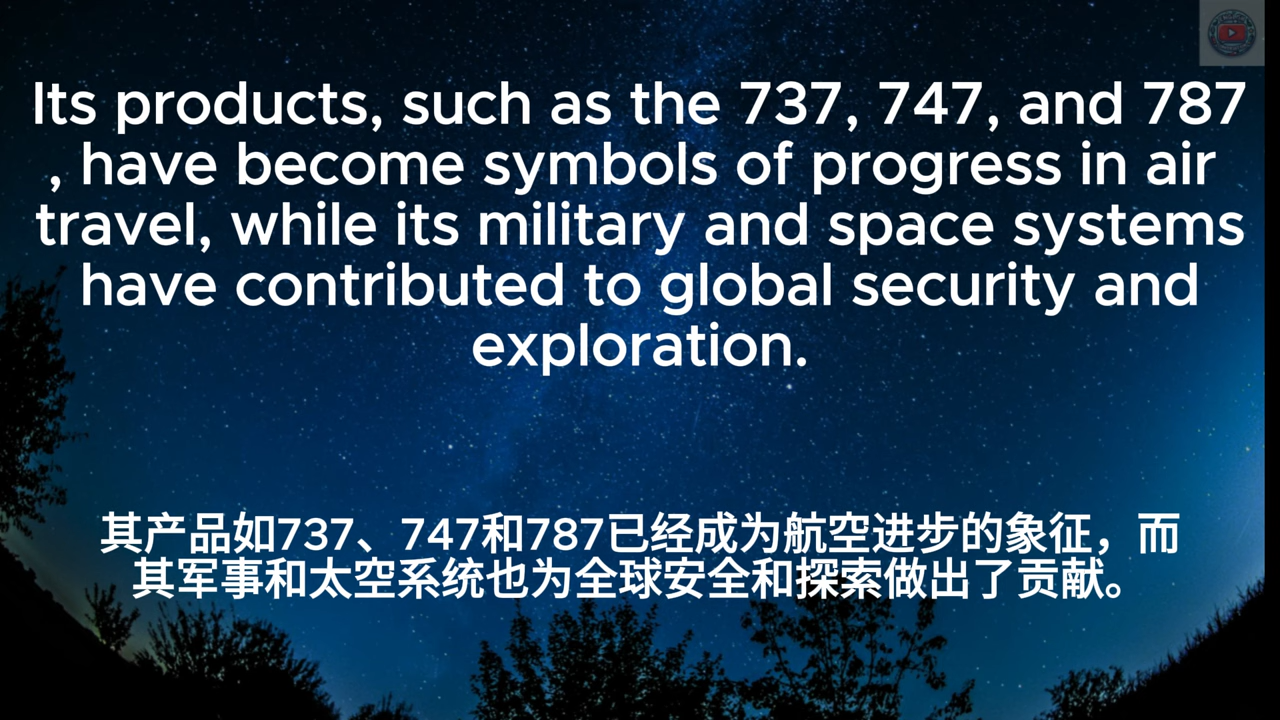 Its products, such as the 737, 747, and 787
, have become symbols of progress in air
travel, while its military and space systems
have contributed to global security and
exploration.
其产品如737、747和787已经成为航空进步的象征，而
其军事和太空系统也为全球安全和探索做出了贡献。